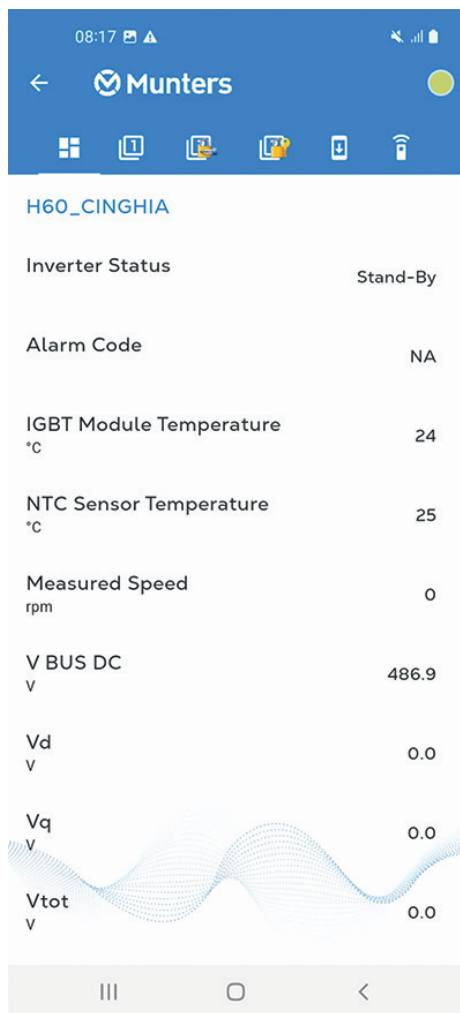 08:17
Munters
1
H60_CINGHIA
Inverter Status
Stand-By
Alarm Code
NA
IGBT Module Temperature
°C
24
NTC Sensor Temperature
°C
25
Measured Speed
rpm
0
V BUS DC
V
486.9
Vd
V
0.0
Vq
V
0.0
Vtot
V
0.0